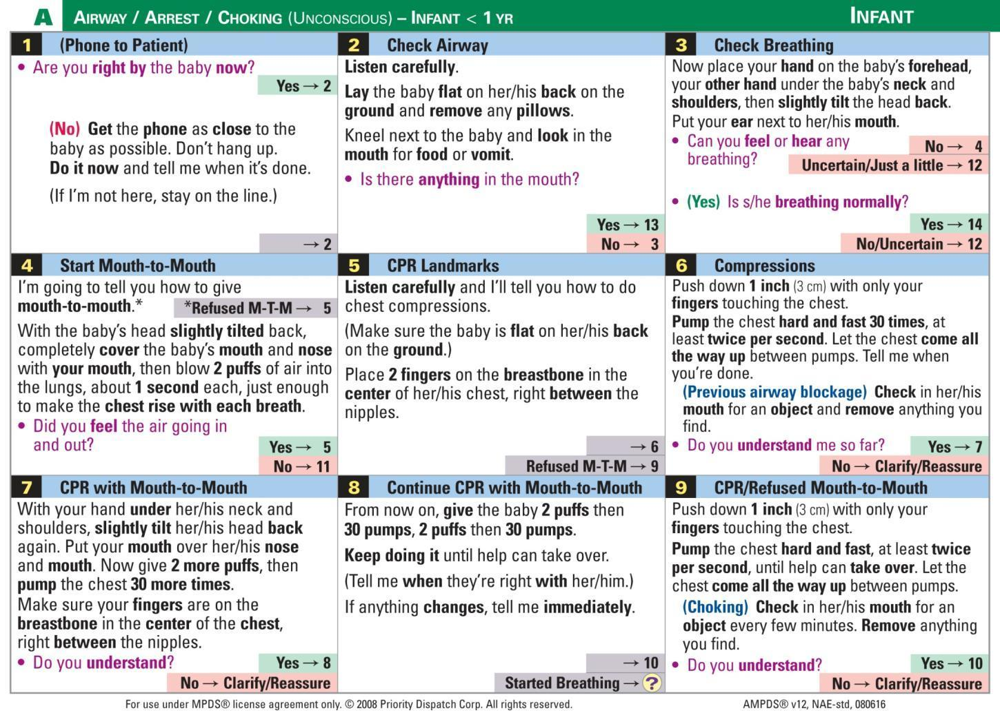 A AIRWAY / ARREST / CHOKING (UNCONSCIOUS) – INFANT < 1 YR INFANT
1 (Phone to Patient)
• Are you right by the baby now?
Yes → 2
(No) Get the phone as close to the
baby as possible. Don't hang up.
Do it now and tell me when it's done.
(If I'm not here, stay on the line.)
→ 2
2 Check Airway
Listen carefully.
Lay the baby flat on her/his back on the
ground and remove any pillows.
Kneel next to the baby and look in the
mouth for food or vomit.
• Is there anything in the mouth?
Yes → 13
No → 3
3 Check Breathing
Now place your hand on the baby's forehead,
your other hand under the baby's neck and
shoulders, then slightly tilt the head back.
Put your ear next to her/his mouth.
• Can you feel or hear any
breathing?
No → 4
Uncertain/Just a little → 12
• (Yes) Is s/he breathing normally?
Yes → 14
No/Uncertain → 12
4 Start Mouth-to-Mouth
I'm going to tell you how to give
mouth-to-mouth.* *Refused M-T-M → 5
With the baby's head slightly tilted back,
completely cover the baby's mouth and nose
with your mouth, then blow 2 puffs of air into
the lungs, about 1 second each, just enough
to make the chest rise with each breath.
• Did you feel the air going in
and out?
Yes → 5
No → 11
5 CPR Landmarks
Listen carefully and I'll tell you how to do
chest compressions.
(Make sure the baby is flat on her/his back
on the ground.)
Place 2 fingers on the breastbone in the
center of her/his chest, right between the
nipples.
→ 6
Refused M-T-M → 9
6 Compressions
Push down 1 inch (3 cm) with only your
fingers touching the chest.
Pump the chest hard and fast 30 times, at
least twice per second. Let the chest come all
the way up between pumps. Tell me when
you're done.
(Previous airway blockage) Check in her/his
mouth for an object and remove anything you
find.
• Do you understand me so far? Yes → 7
No → Clarify/Reassure
7 CPR with Mouth-to-Mouth
With your hand under her/his neck and
shoulders, slightly tilt her/his head back
again. Put your mouth over her/his nose
and mouth. Now give 2 more puffs, then
pump the chest 30 more times.
Make sure your fingers are on the
breastbone in the center of the chest,
right between the nipples.
• Do you understand? Yes → 8
No → Clarify/Reassure
8 Continue CPR with Mouth-to-Mouth
From now on, give the baby 2 puffs then
30 pumps, 2 puffs then 30 pumps.
Keep doing it until help can take over.
(Tell me when they're right with her/him.)
If anything changes, tell me immediately.
→ 10
Started Breathing → ?
9 CPR/Refused Mouth-to-Mouth
Push down 1 inch (3 cm) with only your
fingers touching the chest.
Pump the chest hard and fast, at least twice
per second, until help can take over. Let the
chest come all the way up between pumps.
(Choking) Check in her/his mouth for an
object every few minutes. Remove anything
you find.
• Do you understand? Yes → 10
No → Clarify/Reassure
For use under MPDS® license agreement only. © 2008 Priority Dispatch Corp. All rights reserved. AMPDS® v12, NAE-std, 080616